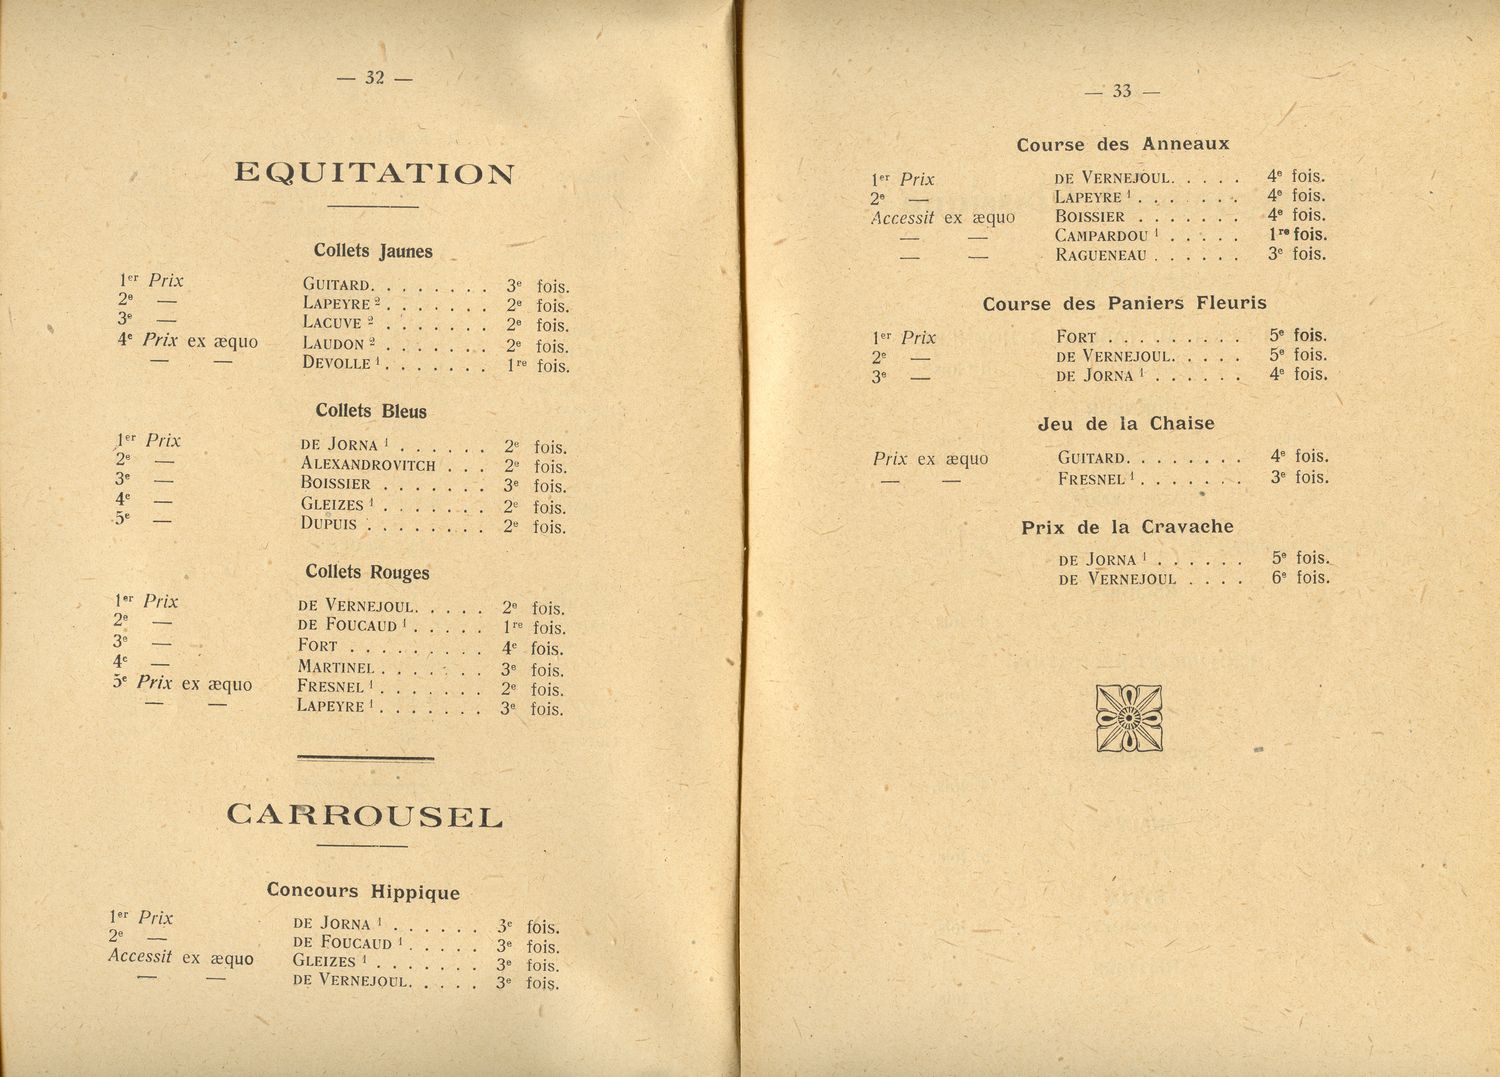 — 32 —
EQUITATION
Collets Jaunes
1er Prix GUITARD. . . . . . . . 3e fois.
2e — LAPEYRE 2 . . . . . . . 2e fois.
3e — LACUVE 2 . . . . . . . 2e fois.
4e Prix ex æquo LAUDON 2 . . . . . . . 2e fois.
— — DEVOLLE 1 . . . . . . . 1re fois.
Collets Bleus
1er Prix DE JORNA 1 . . . . . . 2e fois.
2e — ALEXANDROVITCH . . . 2e fois.
3e — BOISSIER . . . . . . . 3e fois.
4e — GLEIZES 1 . . . . . . . 2e fois.
5e — DUPUIS . . . . . . . . 2e fois.
Collets Rouges
1er Prix DE VERNEJOUL. . . . . 2e fois.
2e — DE FOUCAUD 1 . . . . . 1re fois.
3e — FORT . . . . . . . . . 4e fois.
4e — MARTINEL . . . . . . . 3e fois.
5e Prix ex æquo FRESNEL 1 . . . . . . . 2e fois.
— — LAPEYRE 1 . . . . . . . 3e fois.
CARROUSEL
Concours Hippique
1er Prix DE JORNA 1 . . . . . . 3e fois.
2e — DE FOUCAUD 1 . . . . . 3e fois.
Accessit ex æquo GLEIZES 1 . . . . . . . 3e fois.
— — DE VERNEJOUL. . . . . 3e fois.
— 33 —
Course des Anneaux
1er Prix DE VERNEJOUL. . . . . 4e fois.
2e — LAPEYRE 1 . . . . . . . 4e fois.
Accessit ex æquo BOISSIER . . . . . . . 4e fois.
— — CAMPARDOU 1 . . . . . 1re fois.
— — RAGUENEAU . . . . . . 3e fois.
Course des Paniers Fleuris
1er Prix FORT . . . . . . . . . 5e fois.
2e — DE VERNEJOUL. . . . . 5e fois.
3e — DE JORNA 1 . . . . . . 4e fois.
Jeu de la Chaise
Prix ex æquo GUITARD. . . . . . . . 4e fois.
— — FRESNEL 1 . . . . . . . 3e fois.
Prix de la Cravache
DE JORNA 1 . . . . . . 5e fois.
DE VERNEJOUL . . . . 6e fois.